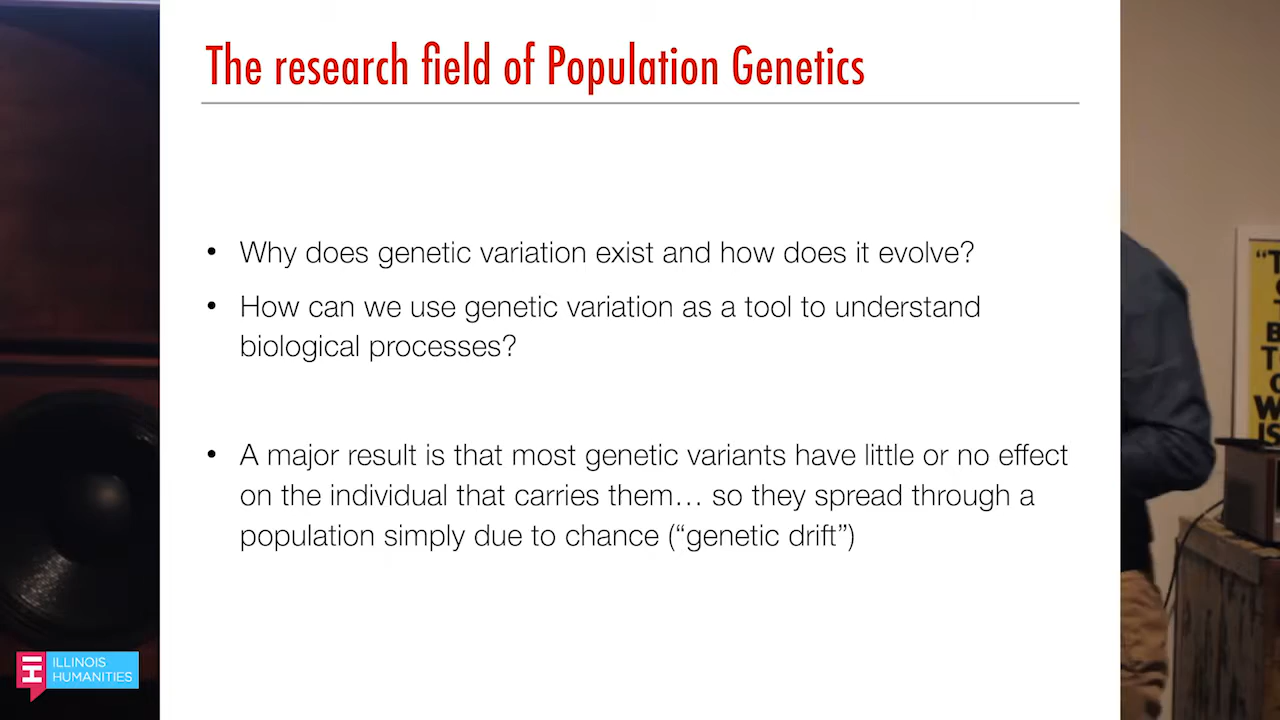 The research field of Population Genetics
• Why does genetic variation exist and how does it evolve?
• How can we use genetic variation as a tool to understand
biological processes?
• A major result is that most genetic variants have little or no effect
on the individual that carries them… so they spread through a
population simply due to chance (“genetic drift”)
ILLINOIS
HUMANITIES